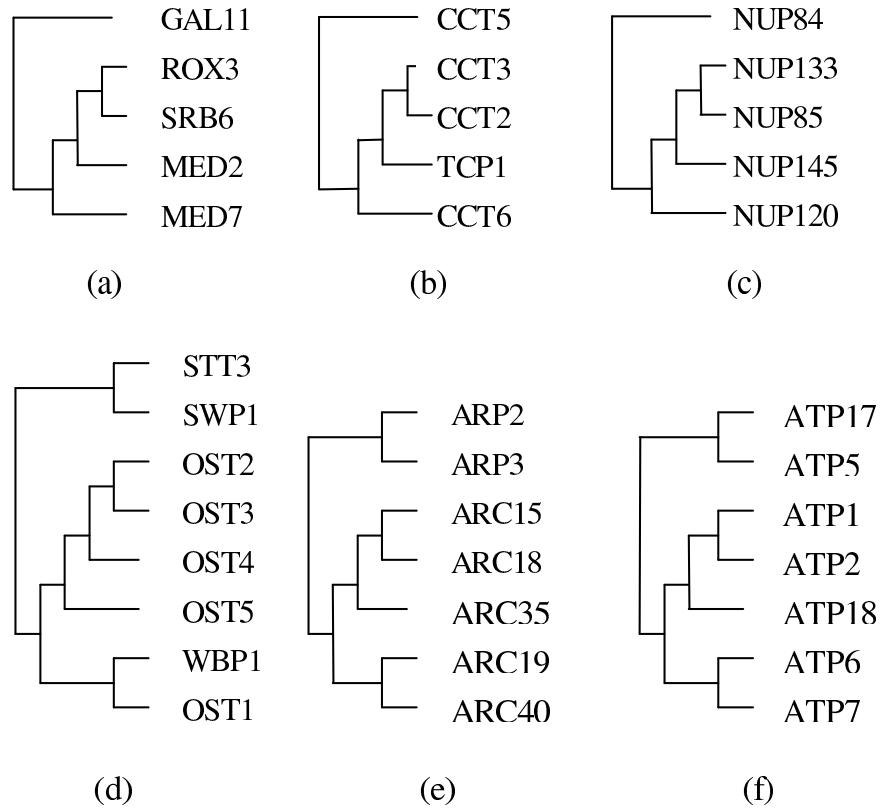 GAL11
ROX3
SRB6
MED2
MED7
(a)
CCT5
CCT3
CCT2
TCP1
CCT6
(b)
NUP84
NUP133
NUP85
NUP145
NUP120
(c)
STT3
SWP1
OST2
OST3
OST4
OST5
WBP1
OST1
(d)
ARP2
ARP3
ARC15
ARC18
ARC35
ARC19
ARC40
(e)
ATP17
ATP5
ATP1
ATP2
ATP18
ATP6
ATP7
(f)